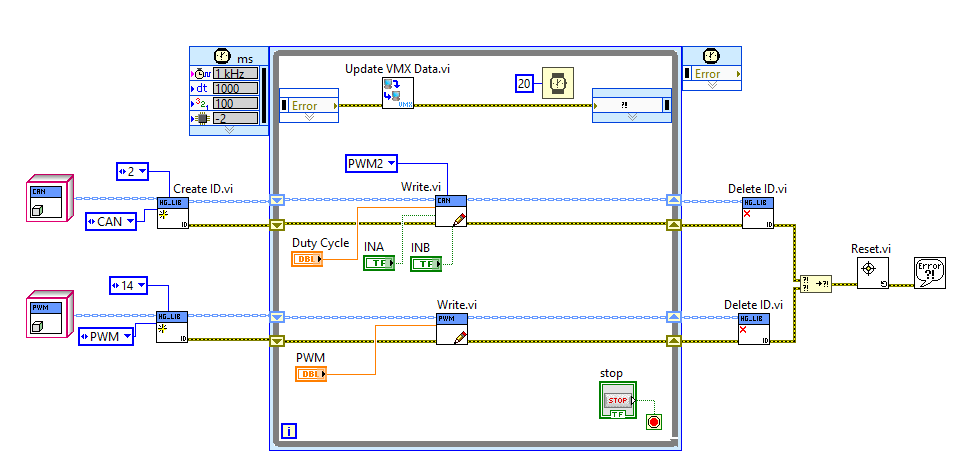 ms
1 kHz
dt 1000
100
-2
Error
Update VMX Data.vi
VMX
20
?!
Error
2
CAN
Create ID.vi
HG_LIB
ID
CAN
PWM2
Write.vi
CAN
Duty Cycle
DBL
INA
TF
INB
TF
Delete ID.vi
HG_LIB
ID
14
PWM
HG_LIB
ID
PWM
Write.vi
PWM
PWM
DBL
Delete ID.vi
HG_LIB
ID
?!
?!
?!
Reset.vi
Error
?!
stop
STOP
TF
i